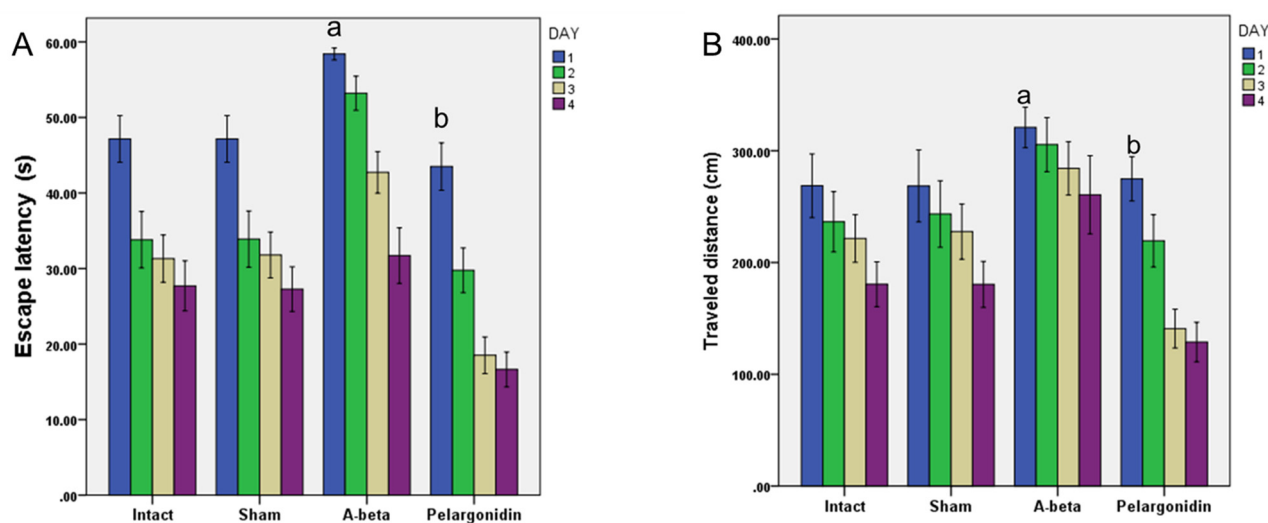 A
Escape latency (s)
60.00
50.00
40.00
30.00
20.00
10.00
.00
a
b
DAY
1
2
3
4
Intact Sham A-beta Pelargonidin
B
Traveled distance (cm)
400.00
300.00
200.00
100.00
.00
a
b
DAY
1
2
3
4
Intact Sham A-beta Pelargonidin